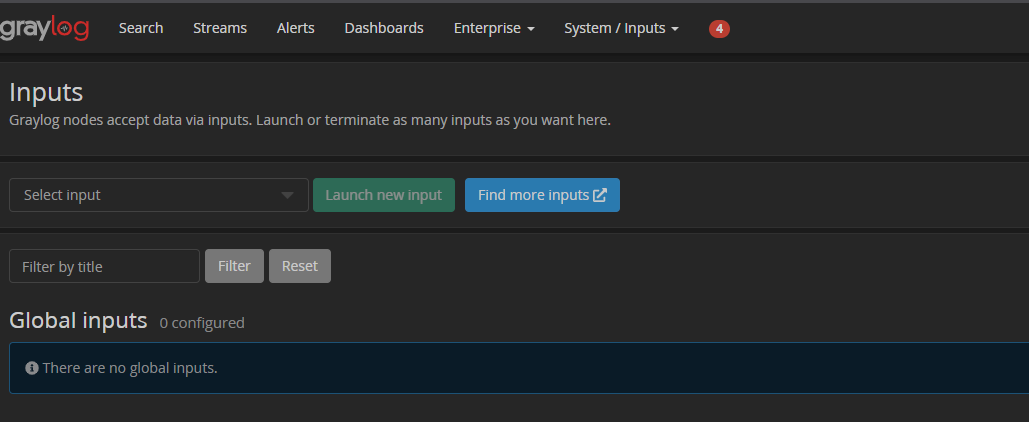 graylog Search Streams Alerts Dashboards Enterprise System / Inputs 4
Inputs
Graylog nodes accept data via inputs. Launch or terminate as many inputs as you want here.
Select input Launch new input Find more inputs
Filter by title Filter Reset
Global inputs 0 configured
There are no global inputs.